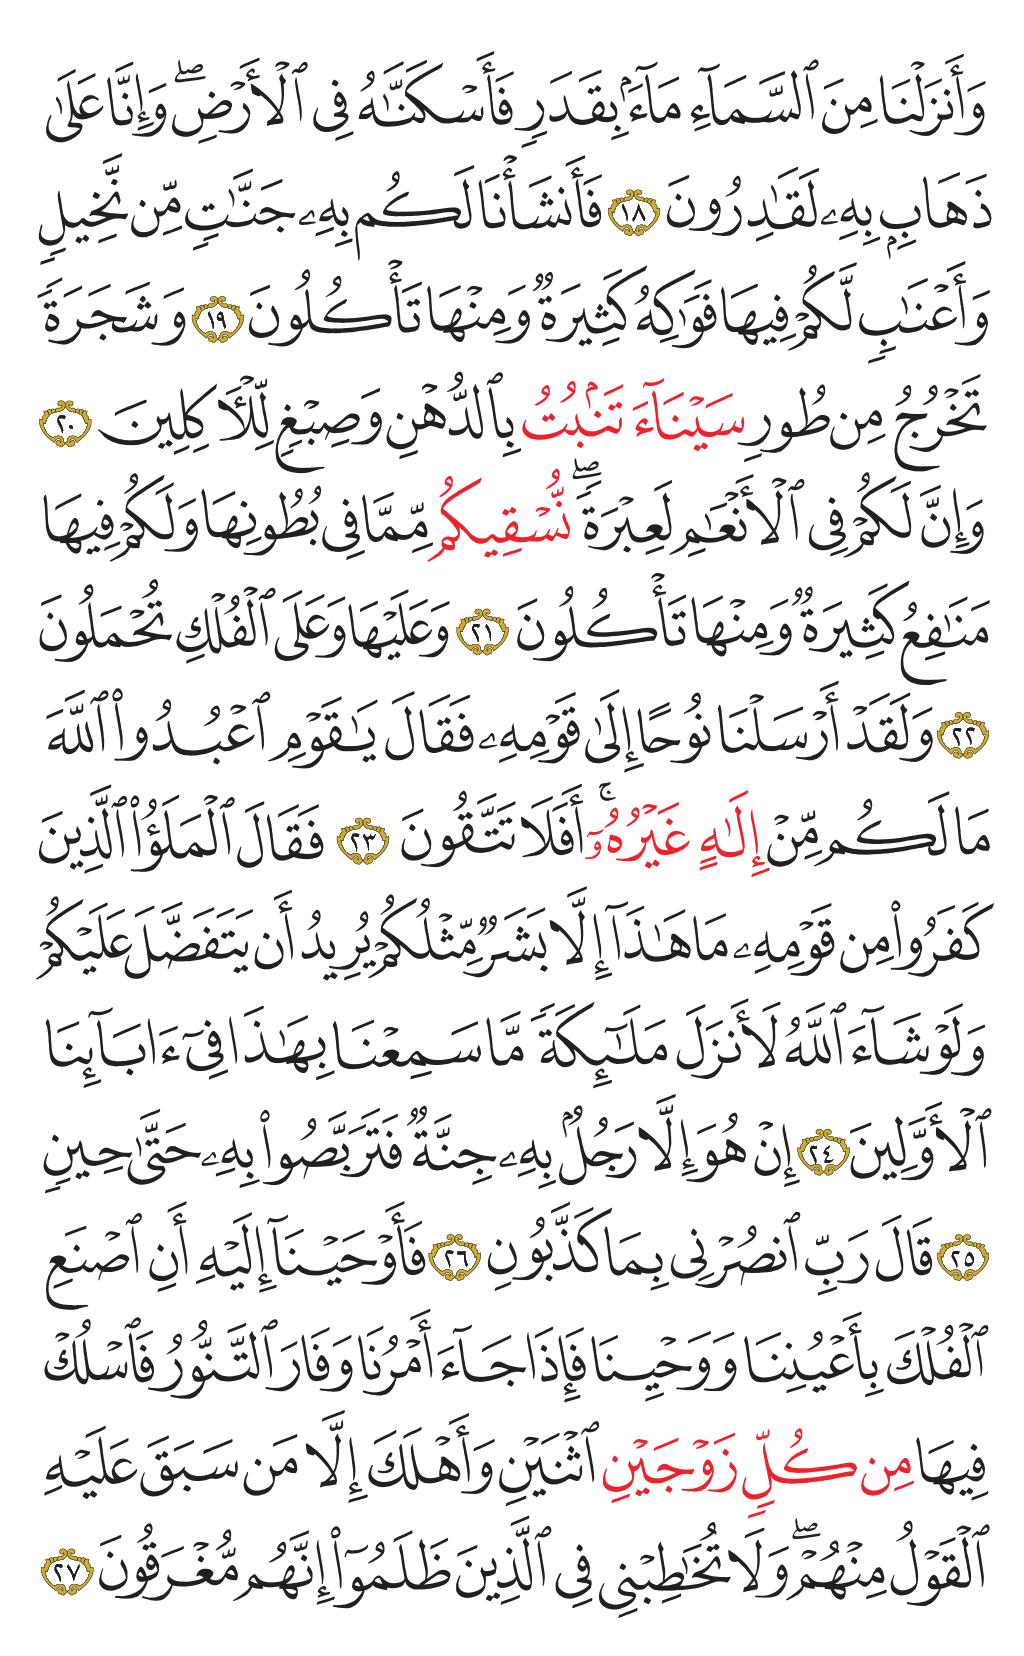 وَأَنزَلْنَا مِنَ ٱلسَّمَآءِ مَآءًۢ بِقَدَرٍ فَأَسْكَنَّٰهُ فِى ٱلْأَرْضِۖ وَإِنَّا عَلَىٰ
ذَهَابٍۭ بِهِۦ لَقَٰدِرُونَ ١٨ فَأَنشَأْنَا لَكُم بِهِۦ جَنَّٰتٍ مِّن نَّخِيلٍ
وَأَعْنَٰبٍ لَّكُمْ فِيهَا فَوَٰكِهُ كَثِيرَةٌ وَمِنْهَا تَأْكُلُونَ ١٩ وَشَجَرَةً
تَخْرُجُ مِن طُورِ سَيْنَآءَ تَنۢبُتُ بِٱلدُّهْنِ وَصِبْغٍ لِّلْءَاكِلِينَ ٢٠
وَإِنَّ لَكُمْ فِى ٱلْأَنْعَٰمِ لَعِبْرَةًۖ نُّسْقِيكُم مِّمَّا فِى بُطُونِهَا وَلَكُمْ فِيهَا
مَنَٰفِعُ كَثِيرَةٌ وَمِنْهَا تَأْكُلُونَ ٢١ وَعَلَيْهَا وَعَلَى ٱلْفُلْكِ تُحْمَلُونَ
٢٢ وَلَقَدْ أَرْسَلْنَا نُوحًا إِلَىٰ قَوْمِهِۦ فَقَالَ يَٰقَوْمِ ٱعْبُدُوا۟ ٱللَّهَ
مَا لَكُم مِّنْ إِلَٰهٍ غَيْرُهُۥٓۚ أَفَلَا تَتَّقُونَ ٢٣ فَقَالَ ٱلْمَلَؤُا۟ ٱلَّذِينَ
كَفَرُوا۟ مِن قَوْمِهِۦ مَا هَٰذَآ إِلَّا بَشَرٌ مِّثْلُكُمْ يُرِيدُ أَن يَتَفَضَّلَ عَلَيْكُمْ
وَلَوْ شَآءَ ٱللَّهُ لَأَنزَلَ مَلَٰٓئِكَةً مَّا سَمِعْنَا بِهَٰذَا فِىٓ ءَابَآئِنَا
ٱلْأَوَّلِينَ ٢٤ إِنْ هُوَ إِلَّا رَجُلٌۢ بِهِۦ جِنَّةٌ فَتَرَبَّصُوا۟ بِهِۦ حَتَّىٰ حِينٍ
٢٥ قَالَ رَبِّ ٱنصُرْنِى بِمَا كَذَّبُونِ ٢٦ فَأَوْحَيْنَآ إِلَيْهِ أَنِ ٱصْنَعِ
ٱلْفُلْكَ بِأَعْيُنِنَا وَوَحْيِنَا فَإِذَا جَآءَ أَمْرُنَا وَفَارَ ٱلتَّنُّورُ فَٱسْلُكْ
فِيهَا مِن كُلٍّ زَوْجَيْنِ ٱثْنَيْنِ وَأَهْلَكَ إِلَّا مَن سَبَقَ عَلَيْهِ
ٱلْقَوْلُ مِنْهُمْۖ وَلَا تُخَٰطِبْنِى فِى ٱلَّذِينَ ظَلَمُوٓا۟ إِنَّهُم مُّغْرَقُونَ ٢٧